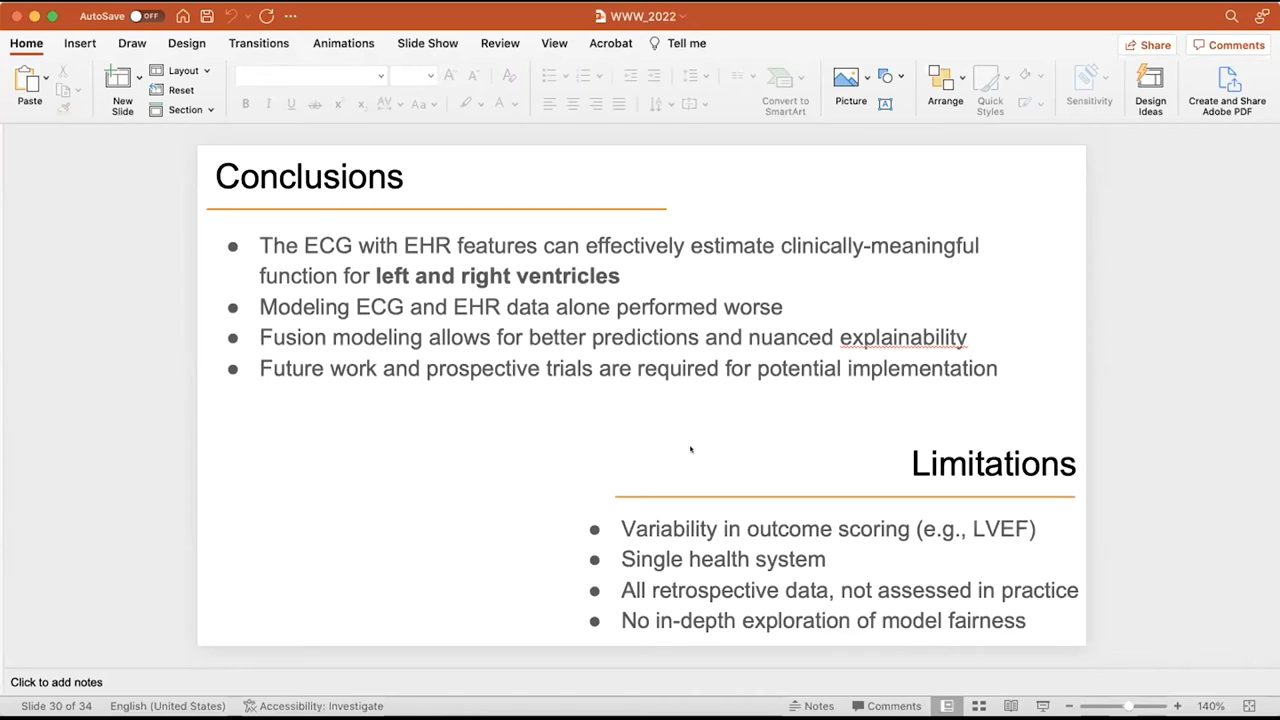 AutoSave OFF
WWW_2022
Home Insert Draw Design Transitions Animations Slide Show Review View Acrobat Tell me
Share Comments
Paste
New Slide
Layout
Reset
Section
Convert to SmartArt
Picture
Arrange
Quick Styles
Sensitivity
Design Ideas
Create and Share Adobe PDF
Conclusions
● The ECG with EHR features can effectively estimate clinically-meaningful
function for left and right ventricles
● Modeling ECG and EHR data alone performed worse
● Fusion modeling allows for better predictions and nuanced explainability
● Future work and prospective trials are required for potential implementation
Limitations
● Variability in outcome scoring (e.g., LVEF)
● Single health system
● All retrospective data, not assessed in practice
● No in-depth exploration of model fairness
Click to add notes
Slide 30 of 34 English (United States) Accessibility: Investigate Notes Comments 140%